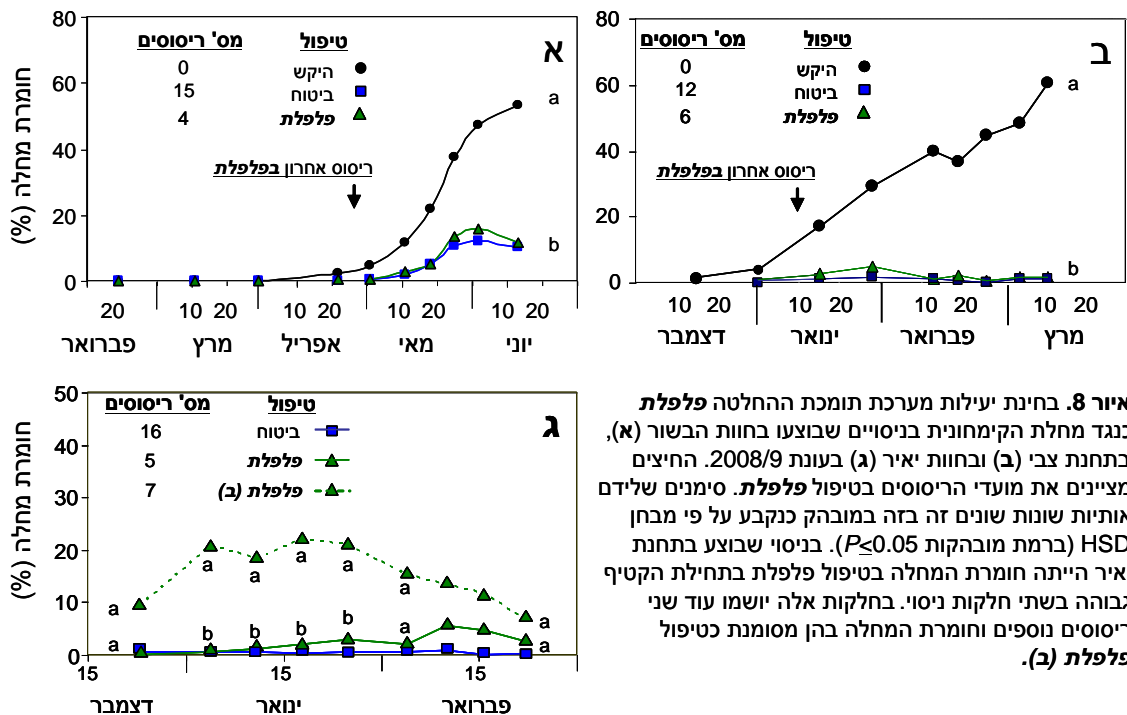 א
חומרת מחלה (%)
80
60
40
20
0
טיפול מס' ריסוסים
היקש 0
ביטוח 15
פלפלת 4
ריסוס אחרון בפלפלת
a
b
20 10 20 10 20 10 20 10 20
פברואר מרץ אפריל מאי יוני
ב
80
60
40
20
0
טיפול מס' ריסוסים
היקש 0
ביטוח 12
פלפלת 6
ריסוס אחרון בפלפלת
a
b
10 20 10 20 10 20 10 20
דצמבר ינואר פברואר מרץ
ג
חומרת מחלה (%)
50
40
30
20
10
0
טיפול מס' ריסוסים
ביטוח 16
פלפלת 5
פלפלת (ב) 7
a a a a a a a
a b b b b a a
15 15 15
דצמבר ינואר פברואר
איור 8. בחינת יעילות מערכת תומכת ההחלטה פלפלת
כנגד מחלת הקימחונית בניסויים שבוצעו בחוות הבשור (א),
בתחנת צבי (ב) ובחוות יאיר (ג) בעונת 2008/9. החיצים
מציינים את מועדי הריסוסים בטיפול פלפלת. סימנים שלידם
אותיות שונות שונים זה בזה במובהק כנקבע על פי מבחן
HSD (ברמת מובהקות P≤0.05). בניסוי שבוצע בתחנת
יאיר הייתה חומרת המחלה בטיפול פלפלת בתחילת הקטיף
גבוהה בשתי חלקות ניסוי. בחלקות אלה יושמו עוד שני
ריסוסים נוספים וחומרת המחלה בהן מסומנת כטיפול
פלפלת (ב).